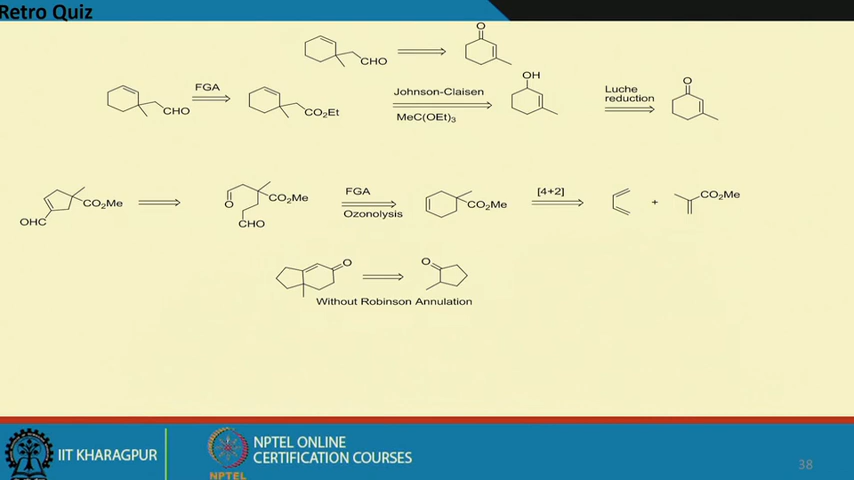 Retro Quiz
O
CHO
FGA
CHO
CO2Et
Johnson-Claisen
MeC(OEt)3
OH
Luche
reduction
O
CO2Me
OHC
O
CO2Me
CHO
FGA
Ozonolysis
CO2Me
[4+2]
+
CO2Me
O
O
Without Robinson Annulation
IIT KHARAGPUR
NPTEL
NPTEL ONLINE
CERTIFICATION COURSES
38